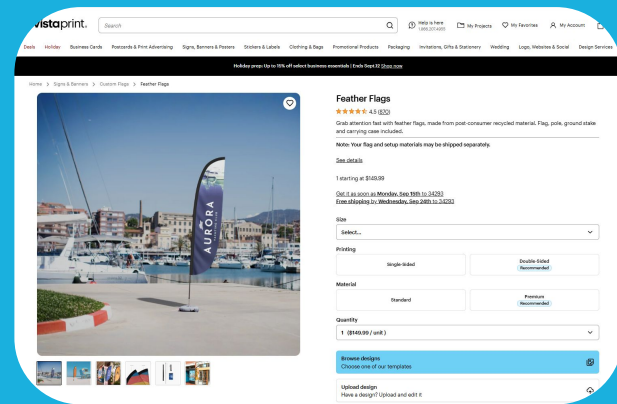 vistaprint.
Search
Help is here
1.866.207.4955
My Projects
My Favorites
My Account
Deals
Holiday
Business Cards
Postcards & Print Advertising
Signs, Banners & Posters
Stickers & Labels
Clothing & Bags
Promotional Products
Packaging
Invitations, Gifts & Stationery
Wedding
Logo, Websites & Social
Design Services
Holiday prep: Up to 15% off select business essentials | Ends Sept.12 Shop now
Home > Signs & Banners > Custom Flags > Feather Flags
AURORA
Feather Flags
4.5 (870)
Grab attention fast with feather flags, made from post-consumer recycled material. Flag, pole, ground stake
and carrying case included.
Note: Your flag and setup materials may be shipped separately.
See details
1 starting at $149.99
Get it as soon as Monday, Sep 15th to 34293
Free shipping by Wednesday, Sep 24th to 34293
Size
Select...
Printing
Single-Sided
Double-Sided
Recommended
Material
Standard
Premium
Recommended
Quantity
1 ($149.99 / unit )
Browse designs
Choose one of our templates
Upload design
Have a design? Upload and edit it